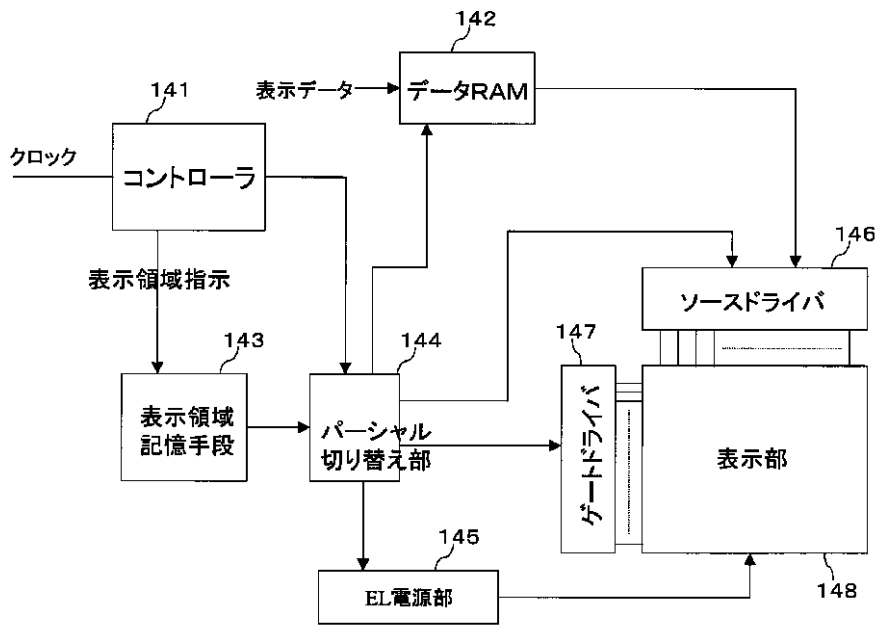 142
表示データ
データRAM
141
クロック
コントローラ
表示領域指示
146
ソースドライバ
143
144
147
表示領域
記憶手段
パーシャル
切り替え部
ゲートドライバ
表示部
145
EL電源部
148